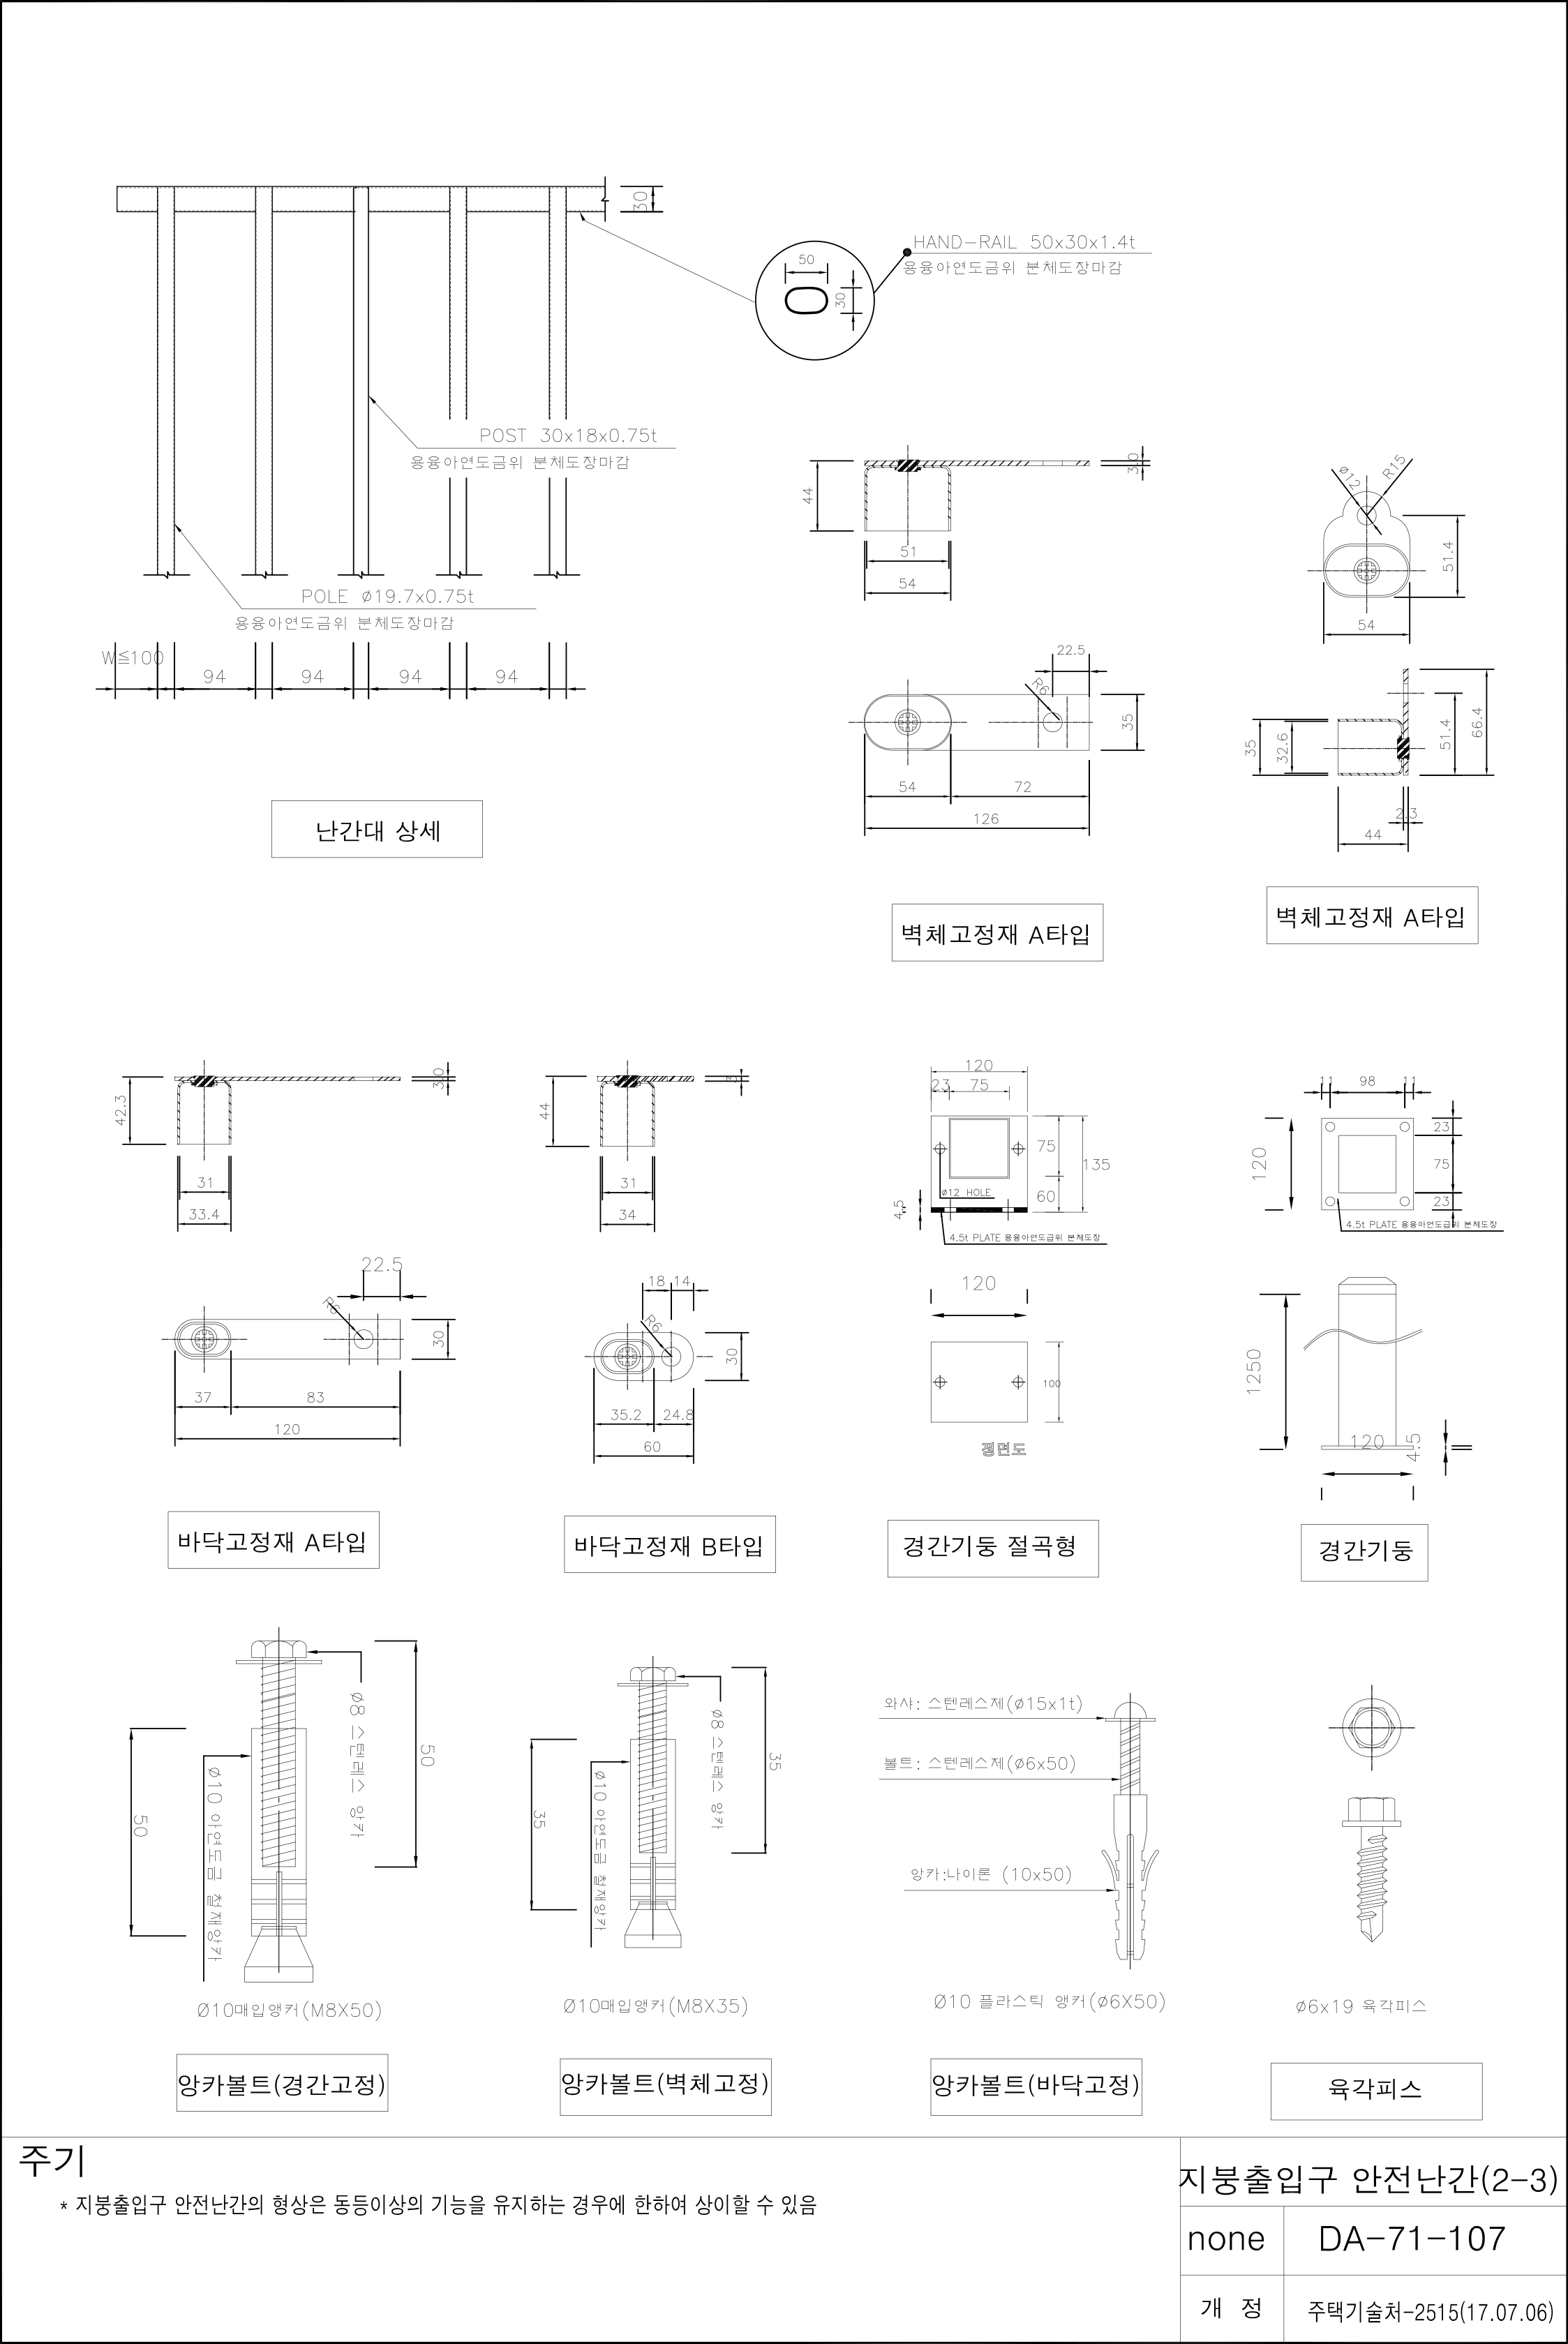 30
HAND-RAIL 50x30x1.4t
용융아연도금위 분체도장마감
50
30
POST 30x18x0.75t
용융아연도금위 분체도장마감
POLE ø19.7x0.75t
용융아연도금위 분체도장마감
W≦100
94
94
94
94
난간대 상세
44
3.0
51
54
22.5
R6
35
54
72
126
벽체고정재 A타입
ø12
R15
51.4
54
35
32.6
51.4
66.4
2.3
44
벽체고정재 A타입
42.3
3.0
31
33.4
22.5
R6
30
37
83
120
바닥고정재 A타입
44
31
34
18
14
R6
30
35.2
24.8
60
바닥고정재 B타입
120
23
75
75
135
60
ø12 HOLE
4.5
4.5t PLATE 용융아연도금위 분체도장
120
100
정면도
경간기둥 절곡형
11
98
11
120
23
75
23
4.5t PLATE 용융아연도금위 분체도장
1250
120
4.5
경간기둥
50
ø8 스텐레스 앙카
50
ø10 아연도금 철재앙카
Ø10매입앵커(M8X50)
앙카볼트(경간고정)
35
ø8 스텐레스 앙카
35
ø10 아연도금 철재앙카
Ø10매입앵커(M8X35)
앙카볼트(벽체고정)
와샤: 스텐레스제(ø15x1t)
볼트: 스텐레스제(ø6x50)
앙카:나이론 (10x50)
Ø10 플라스틱 앵커(ø6X50)
앙카볼트(바닥고정)
ø6x19 육각피스
육각피스
주기
* 지붕출입구 안전난간의 형상은 동등이상의 기능을 유지하는 경우에 한하여 상이할 수 있음
지붕출입구 안전난간(2-3)
none
DA-71-107
개 정
주택기술처-2515(17.07.06)